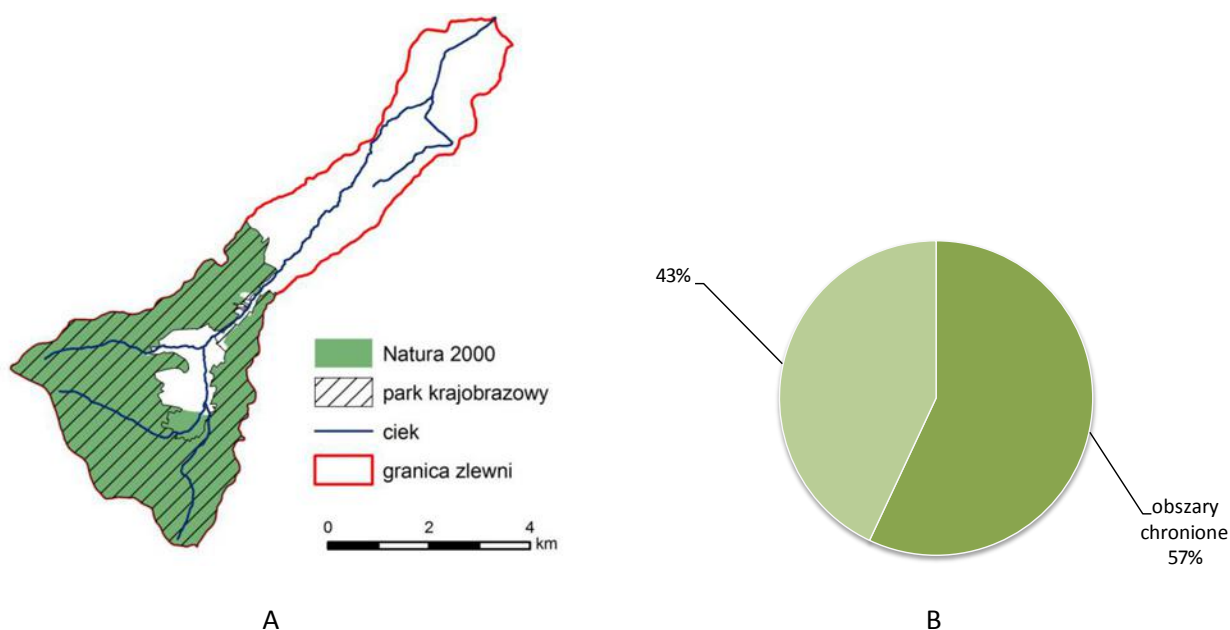 Natura 2000
park krajobrazowy
ciek
granica zlewni
0 2 4
km
A
43%
obszary
chronione
57%
B